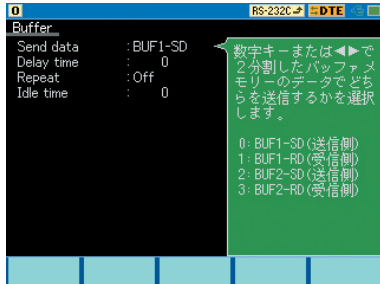 0
RS-232C DTE
Buffer
Send data :BUF1-SD
Delay time : 0
Repeat :Off
Idle time : 0
数字キーまたは◀▶で
2分割したバッファメ
モリーのデータでどち
らを送信するかを選択
します。
0:BUF1-SD(送信側)
1:BUF1-RD(受信側)
2:BUF2-SD(送信側)
3:BUF2-RD(受信側)